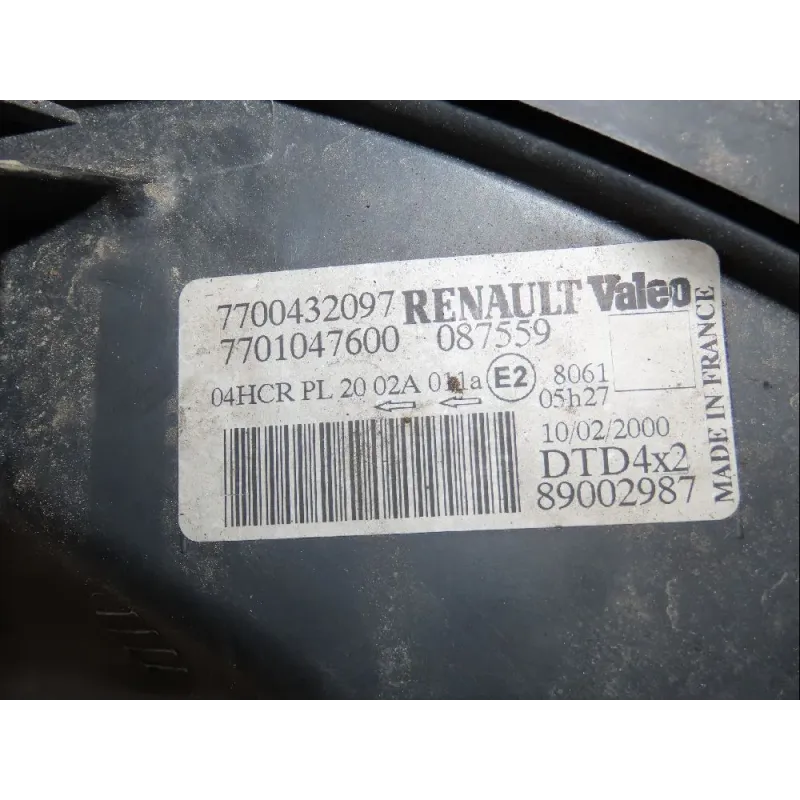 7700432097 RENAULT Valeo
7701047600 087559
04HCR PL 20 02A 011a E2 8061
05h27
10/02/2000
DTD4x2
89002987
MADE IN FRANCE